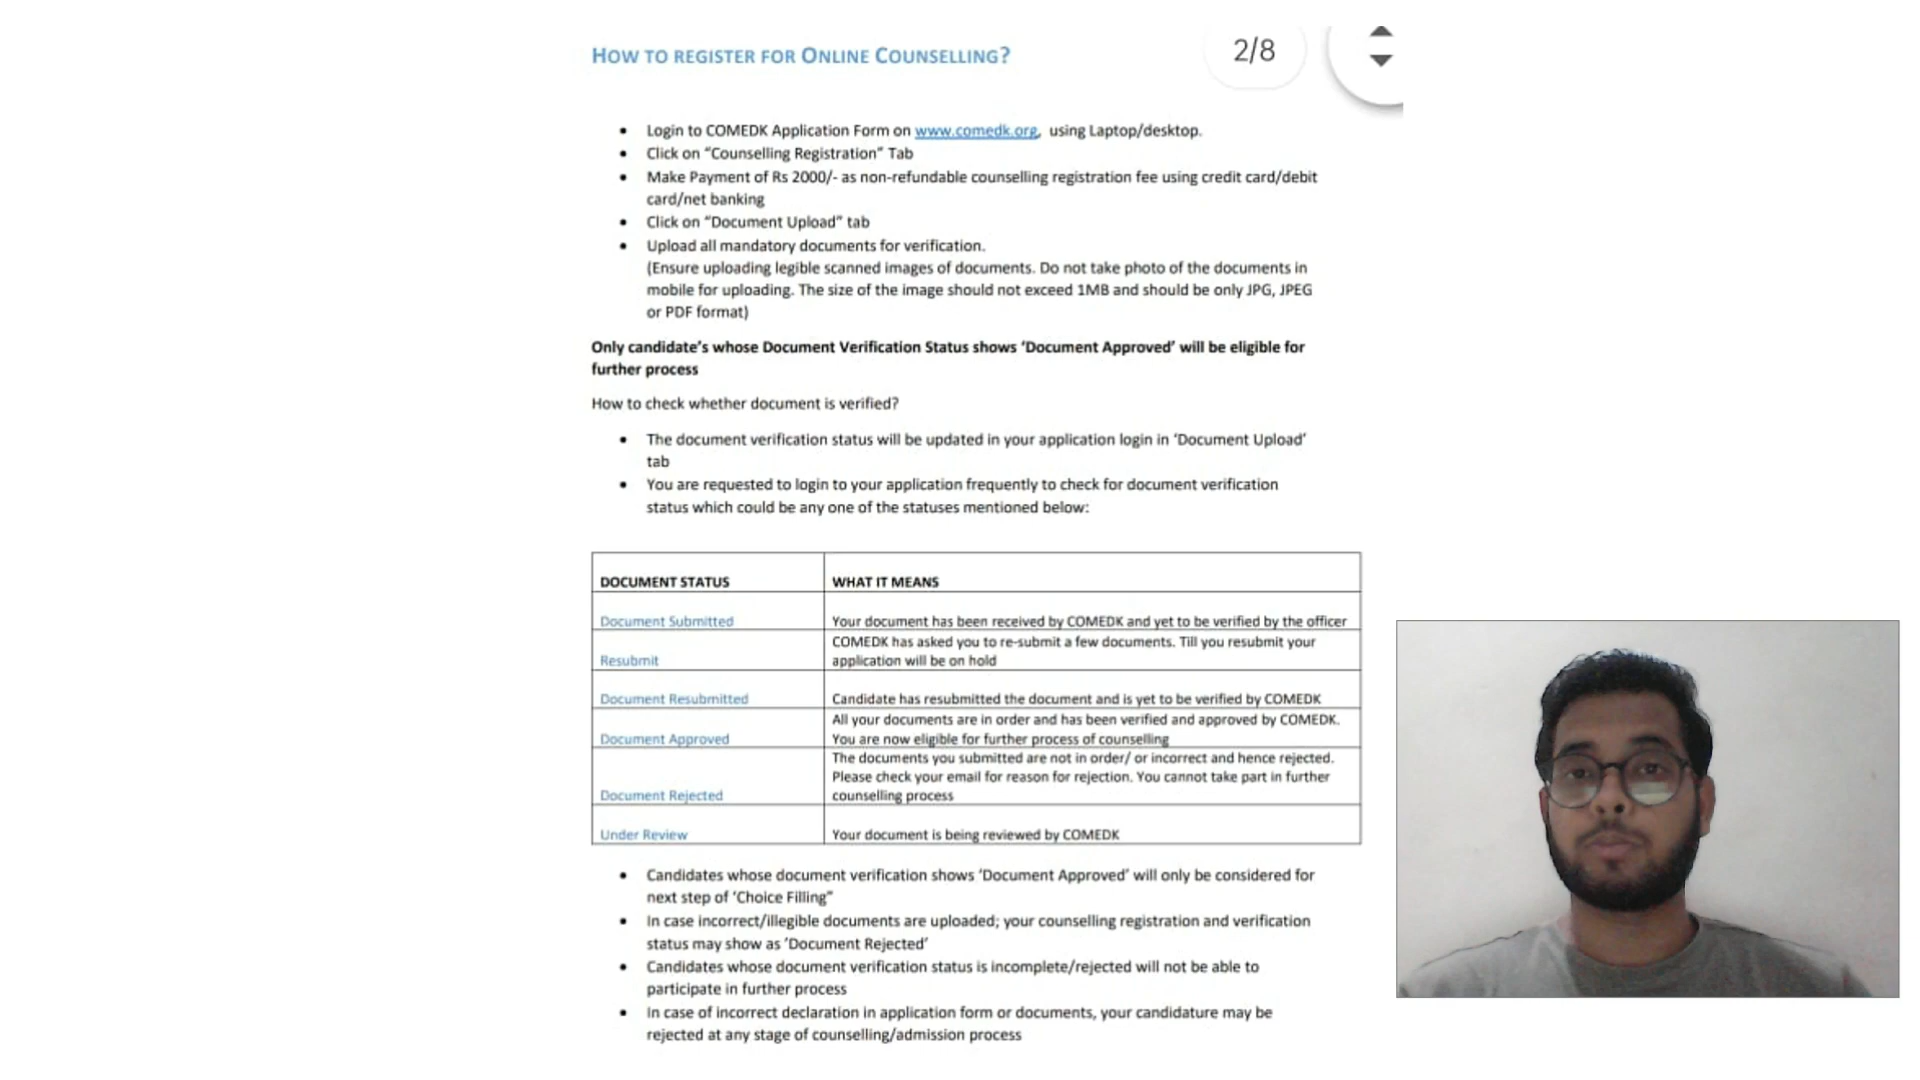 HOW TO REGISTER FOR ONLINE COUNSELLING?
2/8
Login to COMEDK Application Form on www.comedk.org, using Laptop/desktop.
Click on "Counselling Registration" Tab
Make Payment of Rs 2000/- as non-refundable counselling registration fee using credit card/debit
card/net banking
Click on "Document Upload" tab
Upload all mandatory documents for verification.
(Ensure uploading legible scanned images of documents. Do not take photo of the documents in
mobile for uploading. The size of the image should not exceed 1MB and should be only JPG, JPEG
or PDF format)
Only candidate's whose Document Verification Status shows 'Document Approved' will be eligible for
further process
How to check whether document is verified?
The document verification status will be updated in your application login in 'Document Upload'
tab
You are requested to login to your application frequently to check for document verification
status which could be any one of the statuses mentioned below:
DOCUMENT STATUS WHAT IT MEANS
Document Submitted Your document has been received by COMEDK and yet to be verified by the officer
COMEDK has asked you to re-submit a few documents. Till you resubmit your
Resubmit application will be on hold
Document Resubmitted Candidate has resubmitted the document and is yet to be verified by COMEDK
All your documents are in order and has been verified and approved by COMEDK.
Document Approved You are now eligible for further process of counselling
The documents you submitted are not in order/ or incorrect and hence rejected.
Please check your email for reason for rejection. You cannot take part in further
Document Rejected counselling process
Under Review Your document is being reviewed by COMEDK
Candidates whose document verification shows 'Document Approved' will only be considered for
next step of 'Choice Filling"
In case incorrect/illegible documents are uploaded; your counselling registration and verification
status may show as 'Document Rejected'
Candidates whose document verification status is incomplete/rejected will not be able to
participate in further process
In case of incorrect declaration in application form or documents, your candidature may be
rejected at any stage of counselling/admission process